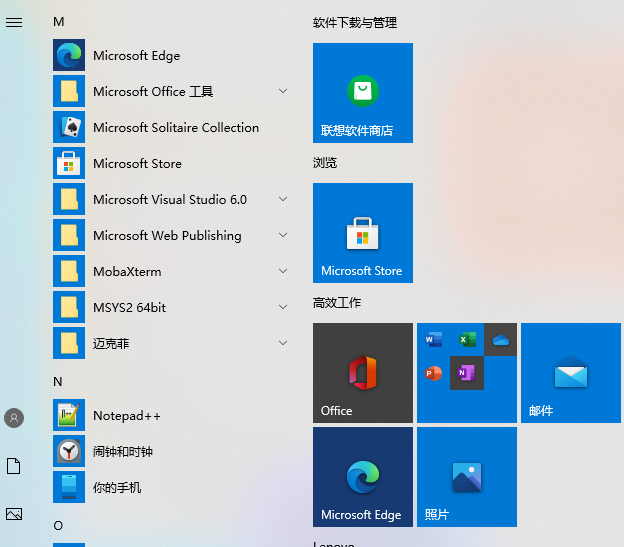 M
Microsoft Edge
Microsoft Office 工具
Microsoft Solitaire Collection
Microsoft Store
Microsoft Visual Studio 6.0
Microsoft Web Publishing
MobaXterm
MSYS2 64bit
迈克菲
N
Notepad++
闹钟和时钟
你的手机
O
软件下载与管理
联想软件商店
浏览
Microsoft Store
高效工作
Office
邮件
Microsoft Edge
照片
Lenovo